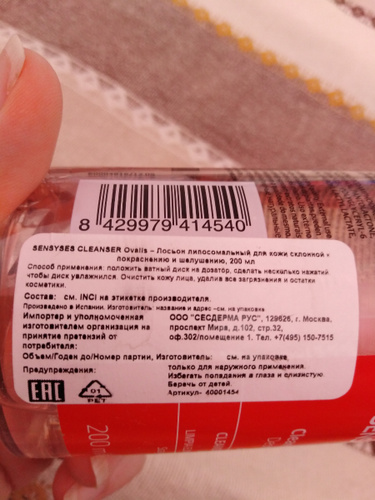 8 429979 414540
SENSYSES CLEANSER Ovalis – Лосьон липосомальный для кожи склонной к
покраснению и шелушению, 200 мл
Способ применения: положить ватный диск на дозатор, сделать несколько нажатий
чтобы диск увлажнился. Очистить кожу лица, удалив все загрязнения и остатки
косметики.
Состав: см. INCI на этикетке производителя.
Произведено в Испании. Изготовитель название и адрес –см. на упаковке
Импортер и уполномоченная
изготовителем организация на
принятие претензий от
потребителя:
ООО "СЕСДЕРМА РУС", 129626, г. Москва,
проспект Мира, д.102, стр.32,
оф.302/помещение 1. Тел. +7(495) 150-7515
Объем/Годен до/Номер партии, Изготовитель: см. на упаковке
Предупреждения:
только для наружного применения.
Избегать попадания в глаза и слизистую
Беречь от детей.
Артикул- 40001454
EAC
01
PET
200